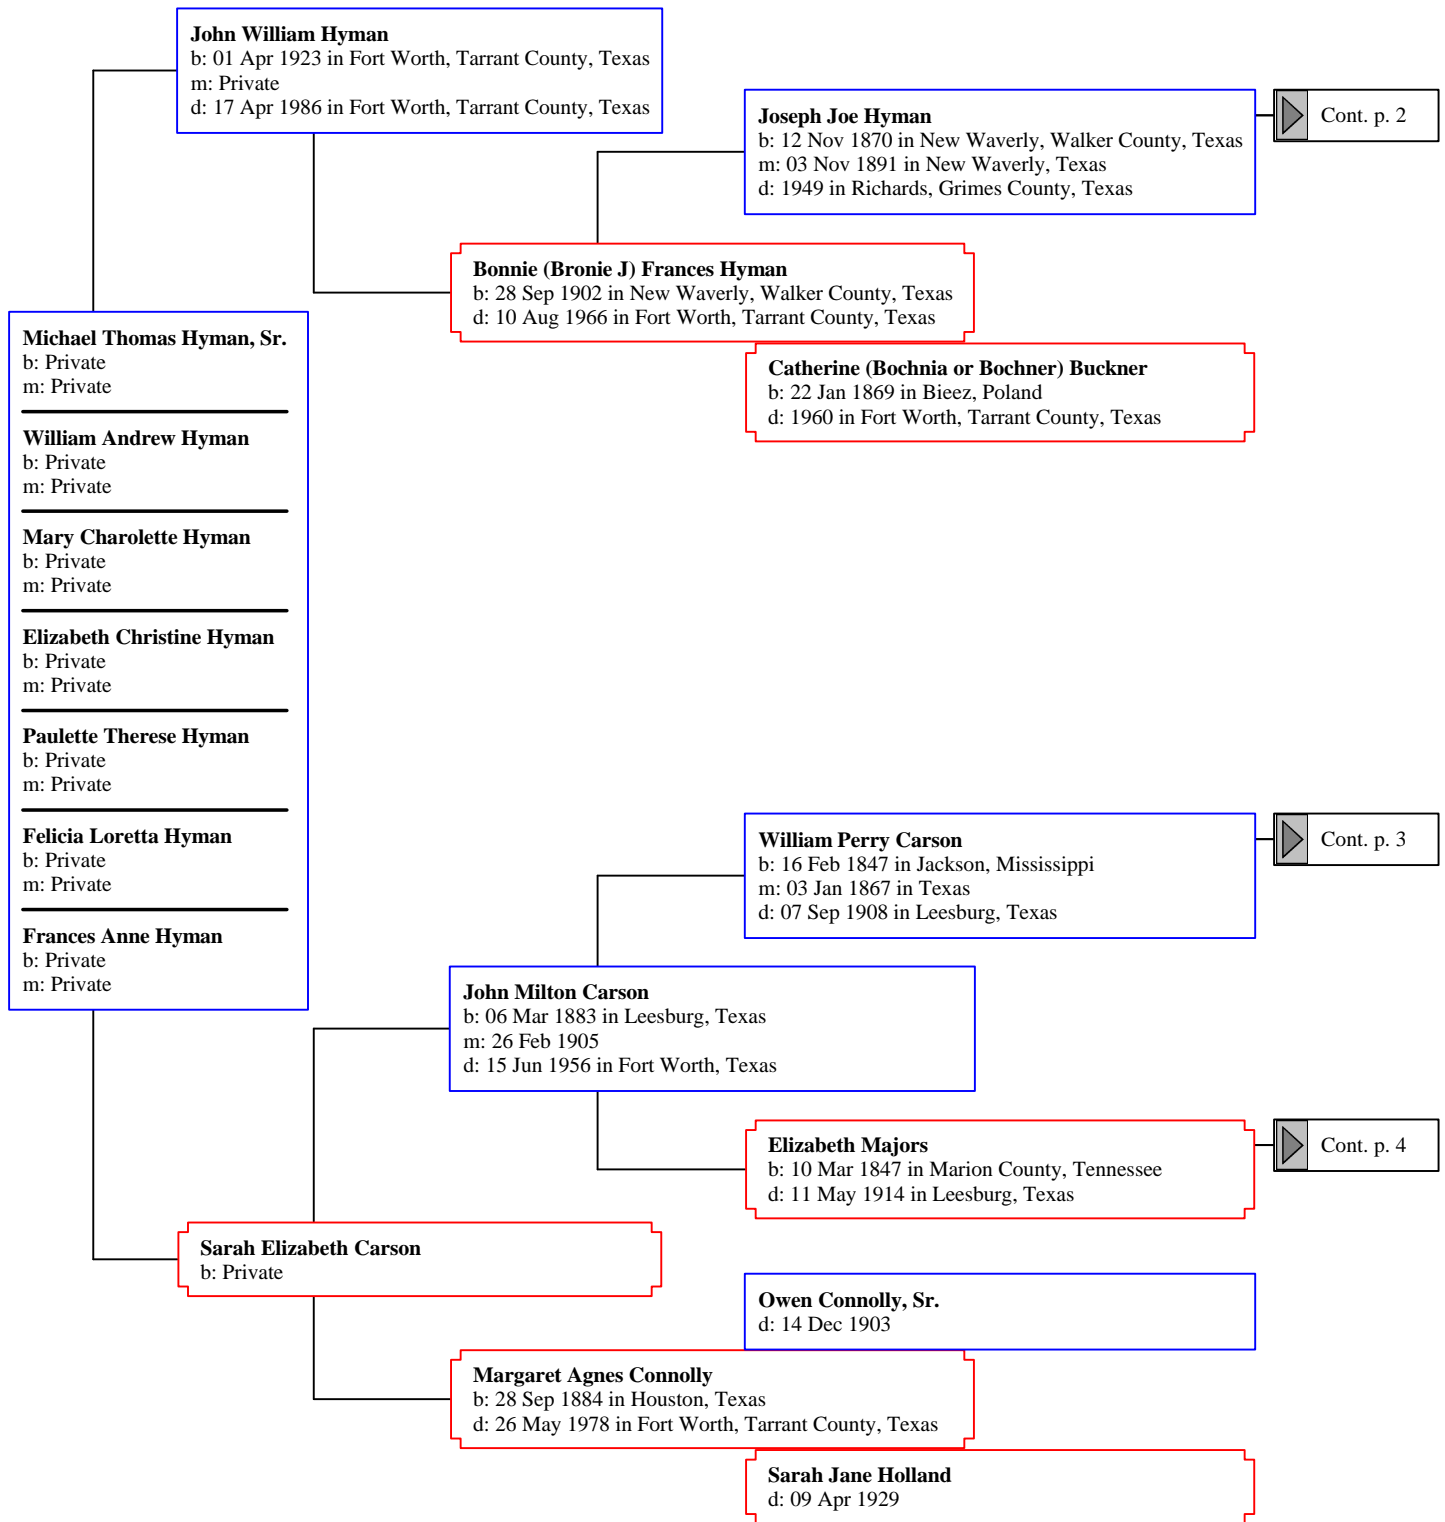 John William Hyman
b: 01 Apr 1923 in Fort Worth, Tarrant County, Texas
m: Private
d: 17 Apr 1986 in Fort Worth, Tarrant County, Texas
Joseph Joe Hyman
b: 12 Nov 1870 in New Waverly, Walker County, Texas
m: 03 Nov 1891 in New Waverly, Texas
d: 1949 in Richards, Grimes County, Texas
Cont. p. 2
Bonnie (Bronie J) Frances Hyman
b: 28 Sep 1902 in New Waverly, Walker County, Texas
d: 10 Aug 1966 in Fort Worth, Tarrant County, Texas
Catherine (Bochnia or Bochner) Buckner
b: 22 Jan 1869 in Bieez, Poland
d: 1960 in Fort Worth, Tarrant County, Texas
Michael Thomas Hyman, Sr.
b: Private
m: Private
William Andrew Hyman
b: Private
m: Private
Mary Charolette Hyman
b: Private
m: Private
Elizabeth Christine Hyman
b: Private
m: Private
Paulette Therese Hyman
b: Private
m: Private
Felicia Loretta Hyman
b: Private
m: Private
Frances Anne Hyman
b: Private
m: Private
William Perry Carson
b: 16 Feb 1847 in Jackson, Mississippi
m: 03 Jan 1867 in Texas
d: 07 Sep 1908 in Leesburg, Texas
Cont. p. 3
John Milton Carson
b: 06 Mar 1883 in Leesburg, Texas
m: 26 Feb 1905
d: 15 Jun 1956 in Fort Worth, Texas
Elizabeth Majors
b: 10 Mar 1847 in Marion County, Tennessee
d: 11 May 1914 in Leesburg, Texas
Cont. p. 4
Sarah Elizabeth Carson
b: Private
Owen Connolly, Sr.
d: 14 Dec 1903
Margaret Agnes Connolly
b: 28 Sep 1884 in Houston, Texas
d: 26 May 1978 in Fort Worth, Tarrant County, Texas
Sarah Jane Holland
d: 09 Apr 1929